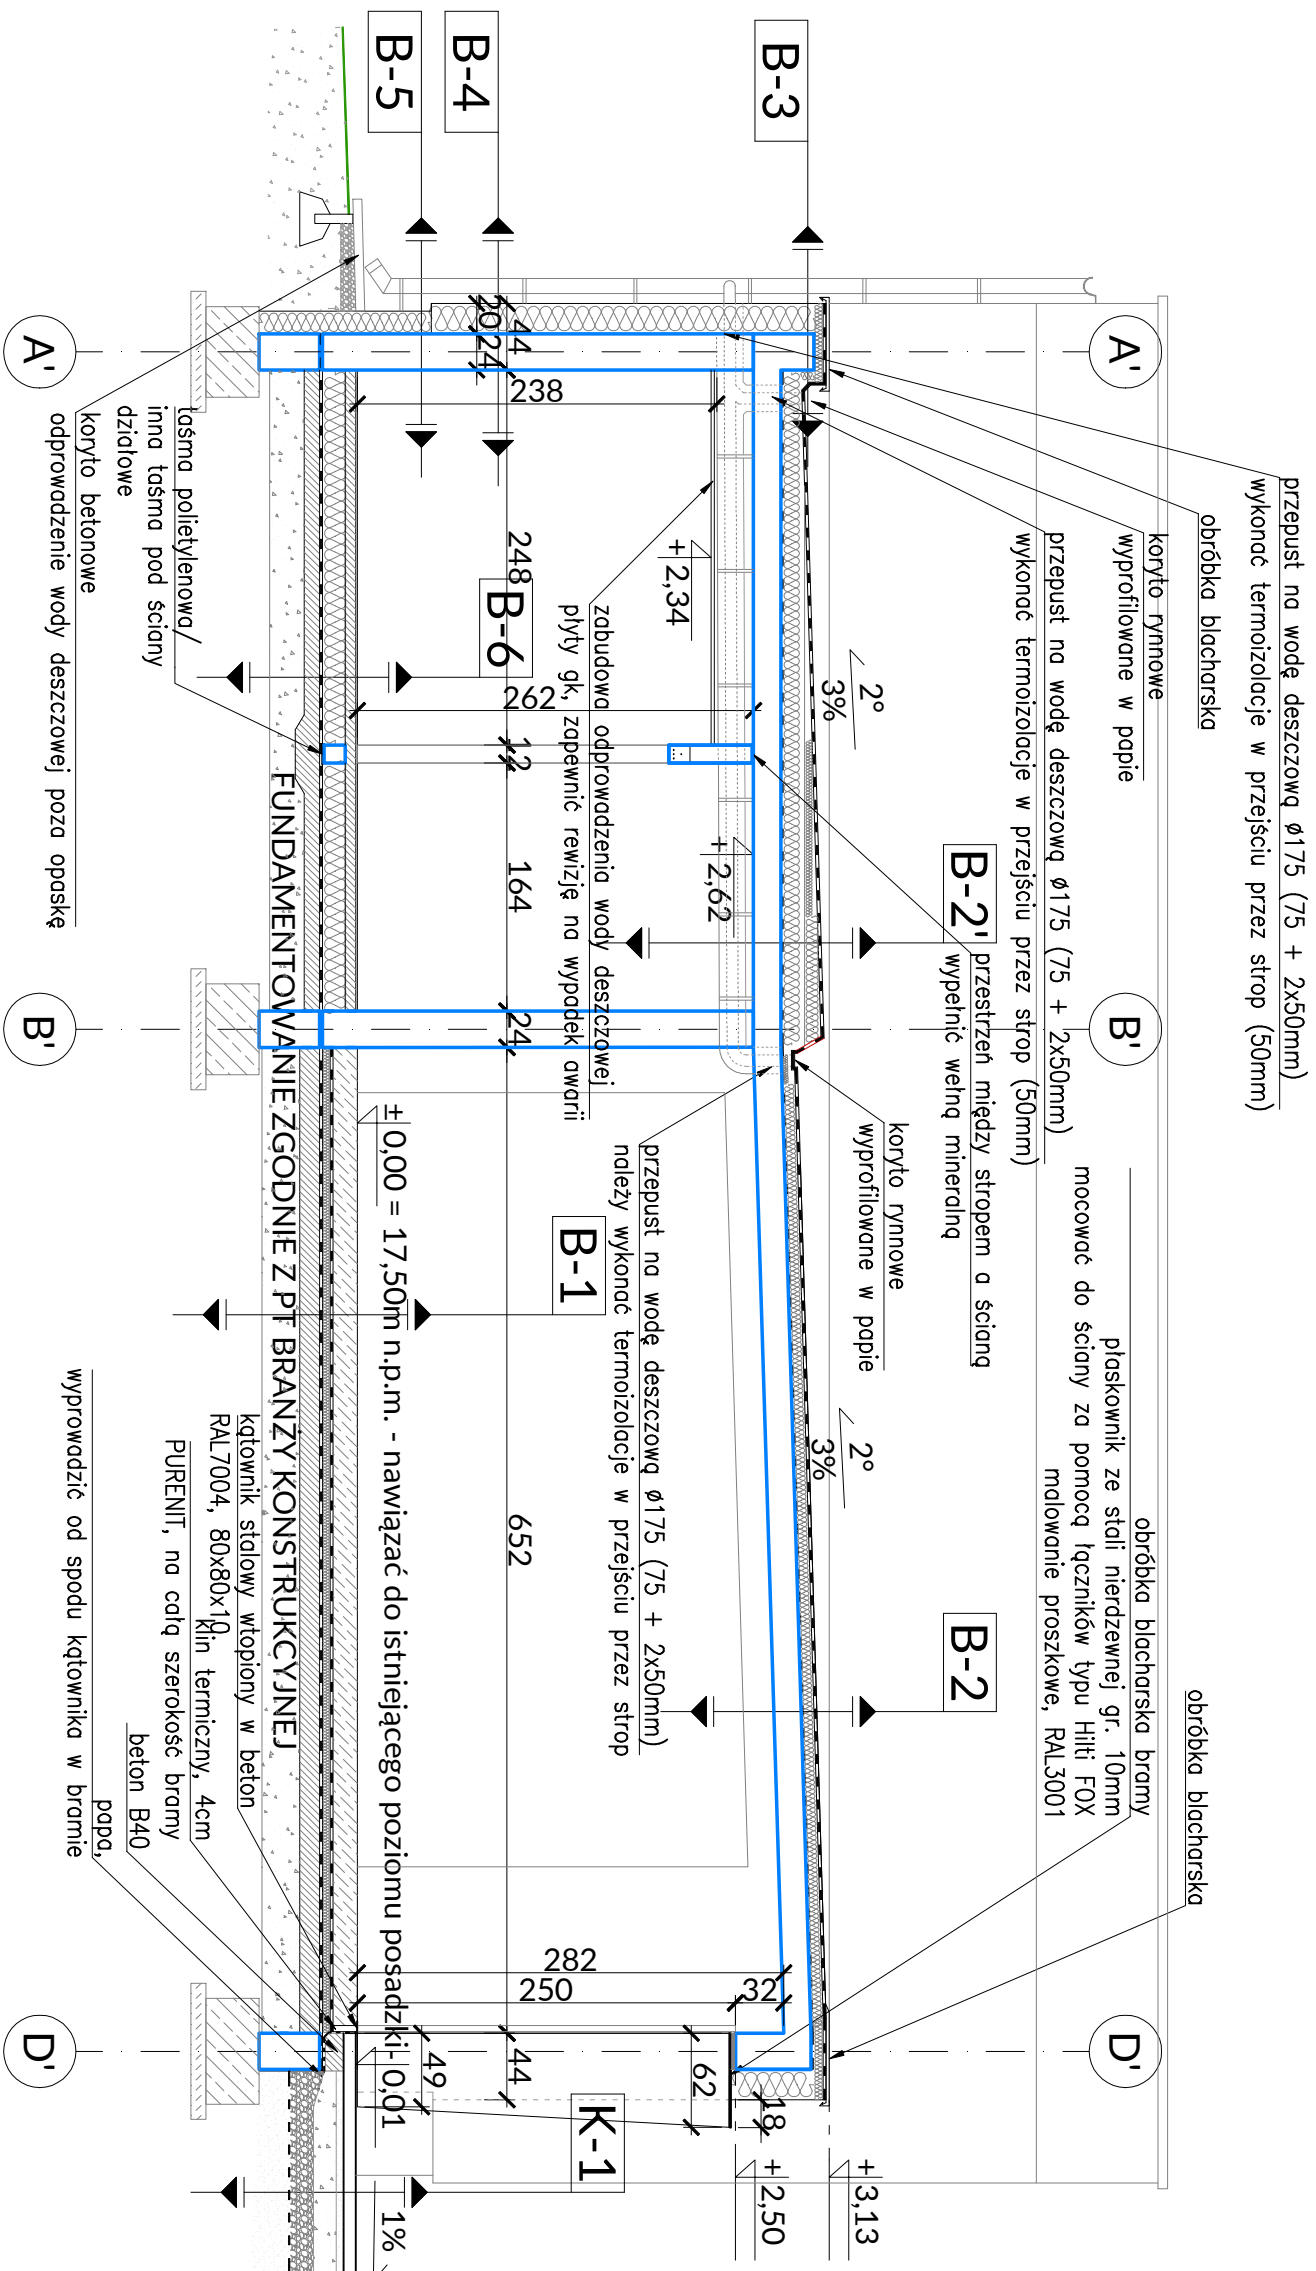 przepust na wodę deszczową ø175 (75 + 2x50mm)
wykonać termoizolacje w przejściu przez strop (50mm)
obróbka blacharska
koryto rynnowe
wyprofilowane w papie
przepust na wodę deszczową ø175 (75 + 2x50mm)
wykonać termoizolacje w przejściu przez strop (50mm)
obróbka blacharska
obróbka blacharska bramy
płaskownik ze stali nierdzewnej gr. 10mm
mocować do ściany za pomocą łączników typu Hilti FOX
malowanie proszkowe, RAL3001
A'
B'
D'
B-2'
B-2
przestrzeń między stropem a ścianą
wypełnić wełną mineralną
koryto rynnowe
wyprofilowane w papie
2°
3%
2°
3%
B-3
B-4
B-5
+3,13
+2,50
18
32
+2,62
+2,34
62
przepust na wodę deszczową ø175 (75 + 2x50mm)
należy wykonać termoizolacje w przejściu przez strop
zabudowa odprowadzenia wody deszczowej
płyty gk, zapewnić rewizję na wypadek awarii
B-1
K-1
B-6
238
262
282
250
44
248
12
164
24
652
44
20
24
49
±0,00 = 17,50m n.p.m. - nawiązać do istniejącego poziomu posadzki
-0,01
1%
FUNDAMENTOWANIE ZGODNIE Z PT BRANŻY KONSTRUKCYJNEJ
kątownik stalowy wtopiony w beton
RAL7004, 80x80x10
klin termiczny, 4cm
PURENIT, na całą szerokość bramy
beton B40
papa,
wyprowadzić od spodu kątownika w bramie
taśma polietylenowa/
inna taśma pod ściany
działowe
koryto betonowe
odprowadzenie wody deszczowej poza opaskę
A'
B'
D'